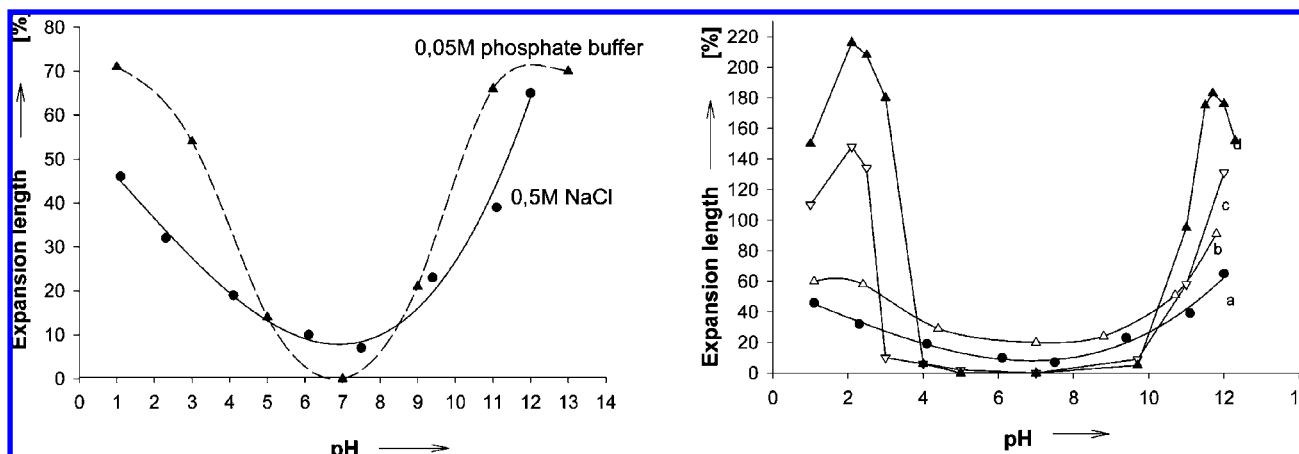 Expansion length [%]
80
70
60
50
40
30
20
10
0
0,05M phosphate buffer
0,5M NaCl
0 1 2 3 4 5 6 7 8 9 10 11 12 13 14
pH
Expansion length [%]
220
200
180
160
140
120
100
80
60
40
20
0
d
c
b
a
0 2 4 6 8 10 12
pH